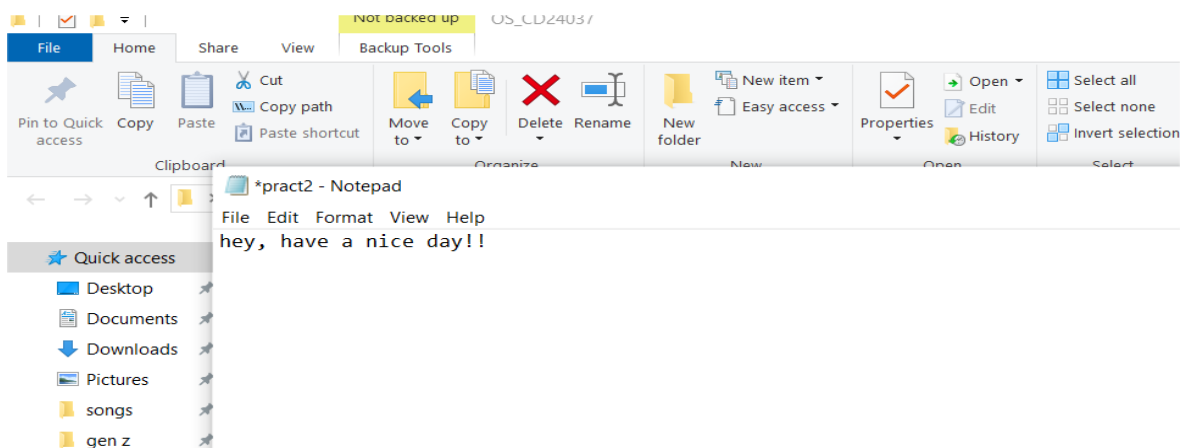 Not backed up OS_CD24037
File Home Share View Backup Tools
Pin to Quick access
Copy
Paste
Cut
Copy path
Paste shortcut
Clipboard
Move to
Copy to
Delete
Rename
Organize
New folder
New item
Easy access
New
Properties
Open
Edit
History
Open
Select all
Select none
Invert selection
Select
*pract2 - Notepad
File Edit Format View Help
hey, have a nice day!!
Quick access
Desktop
Documents
Downloads
Pictures
songs
gen z